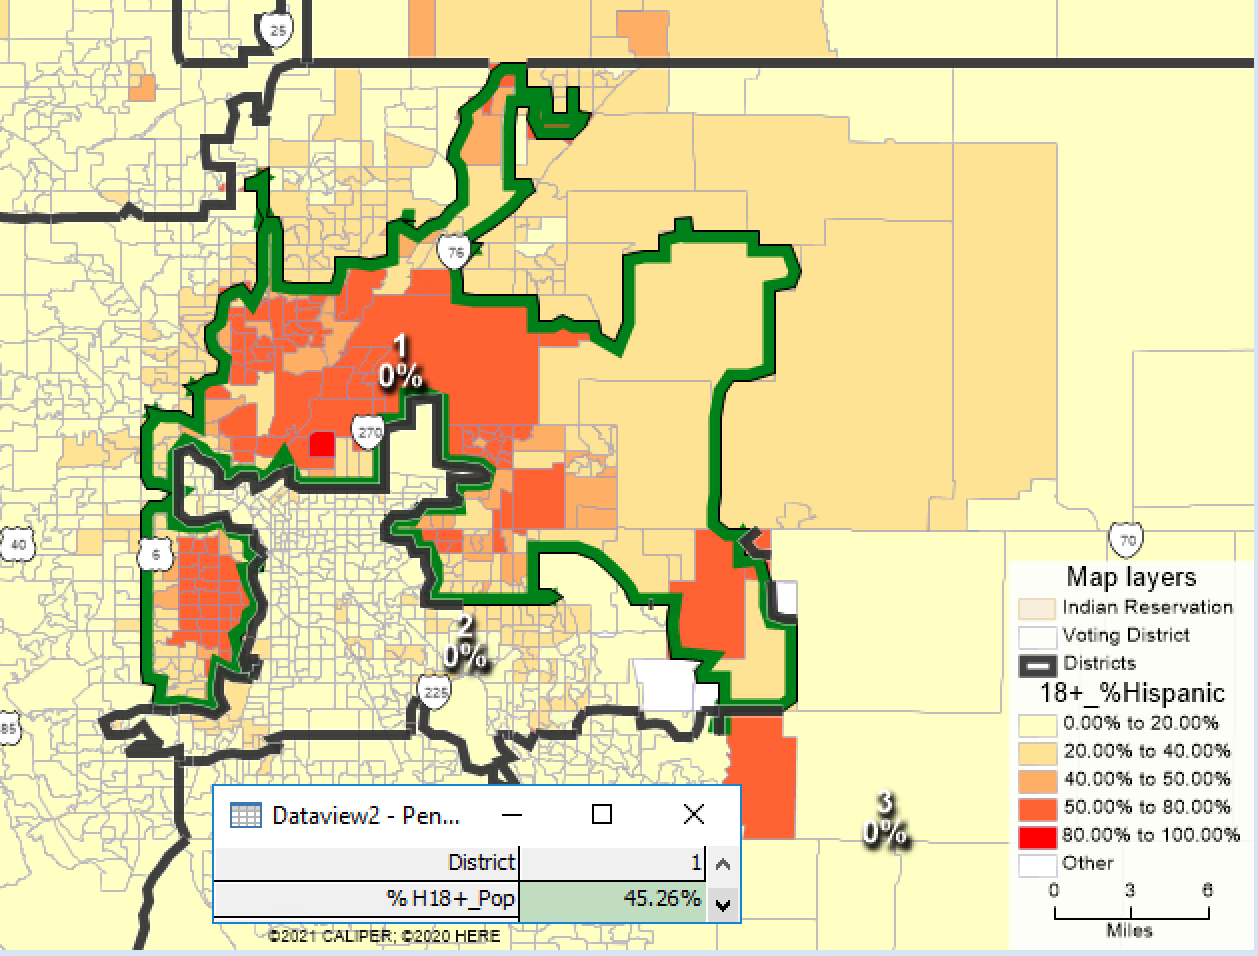 25
76
1
0%
270
40
6
70
2
0%
225
85
3
0%
Map layers
Indian Reservation
Voting District
Districts
18+_%Hispanic
0.00% to 20.00%
20.00% to 40.00%
40.00% to 50.00%
50.00% to 80.00%
80.00% to 100.00%
Other
0 3 6
Miles
Dataview2 - Pen...
District 1
% H18+_Pop 45.26%
©2021 CALIPER; ©2020 HERE